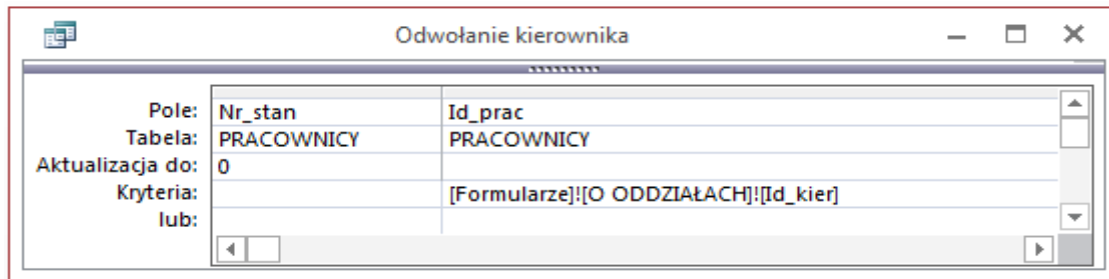 Odwołanie kierownika
Pole: Nr_stan Id_prac
Tabela: PRACOWNICY PRACOWNICY
Aktualizacja do: 0
Kryteria: [Formularze]![O ODDZIAŁACH]![Id_kier]
lub: